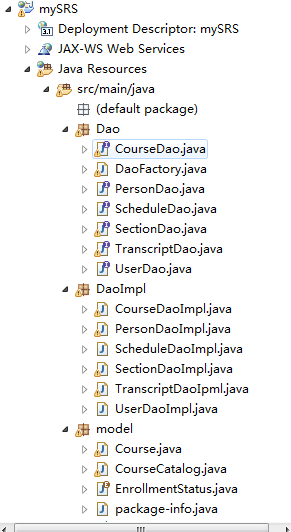 mySRS
Deployment Descriptor: mySRS
JAX-WS Web Services
Java Resources
src/main/java
(default package)
Dao
CourseDao.java
DaoFactory.java
PersonDao.java
ScheduleDao.java
SectionDao.java
TranscriptDao.java
UserDao.java
DaoImpl
CourseDaoImpl.java
PersonDaoImpl.java
ScheduleDaoImpl.java
SectionDaoImpl.java
TranscriptDaoIpml.java
UserDaoImpl.java
model
Course.java
CourseCatalog.java
EnrollmentStatus.java
package-info.java